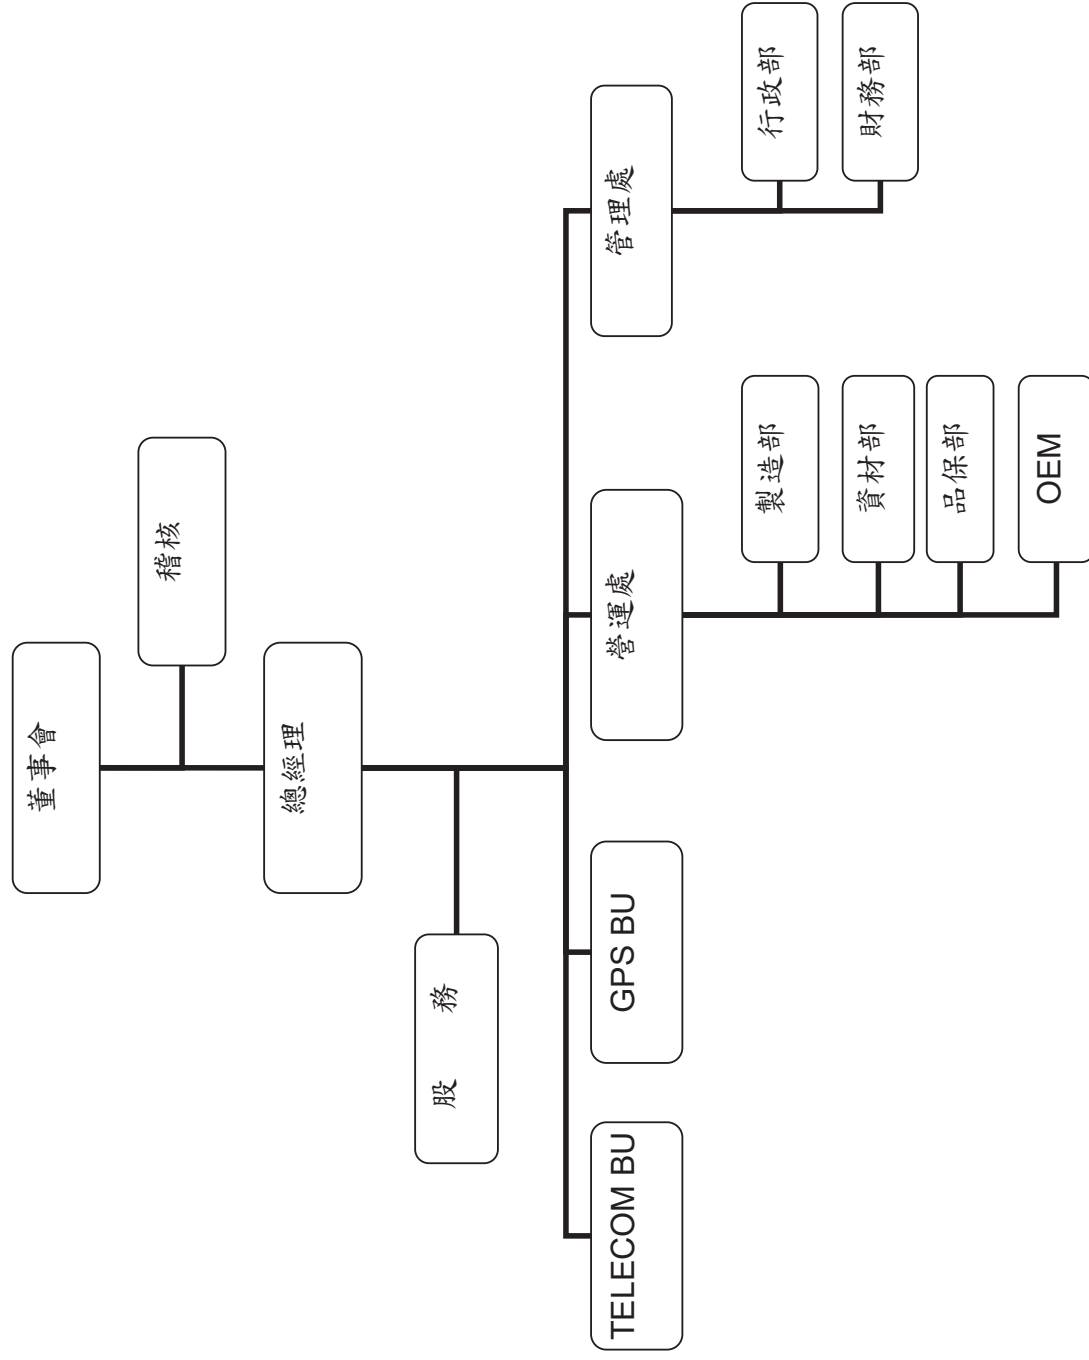 董事會
稽核
總經理
股 務
TELECOM BU
GPS BU
營運處
管理處
製造部
資材部
品保部
OEM
行政部
財務部